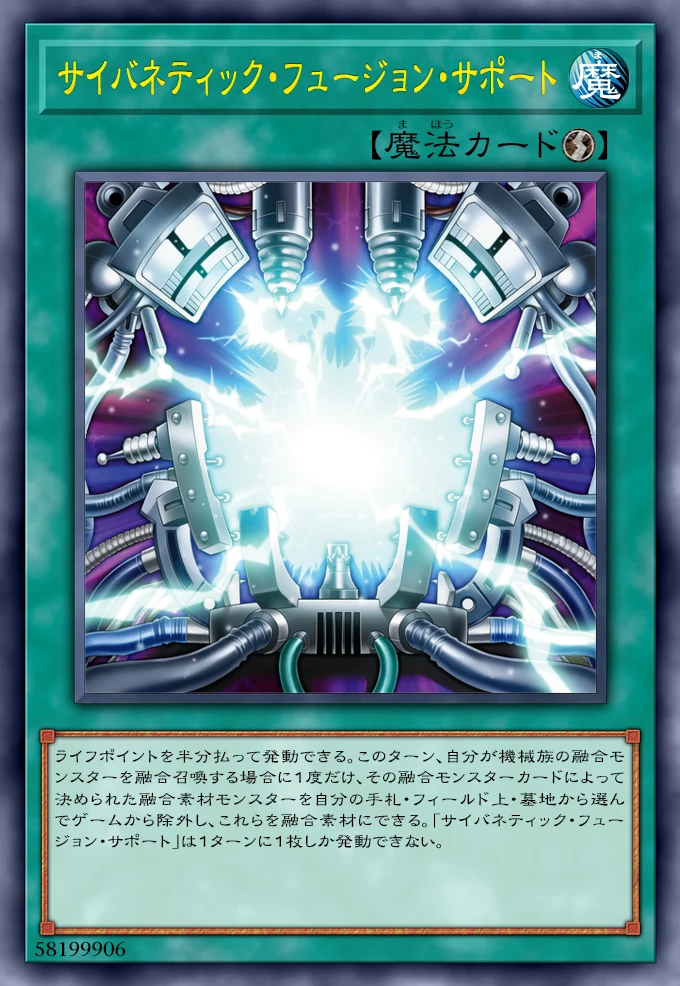 サイバネティック・フュージョン・サポート
ま
魔
ま ほう
【魔法カード】
ライフポイントを半分払って発動できる。このターン、自分が機械族の融合モ
ンスターを融合召喚する場合に1度だけ、その融合モンスターカードによって
決められた融合素材モンスターを自分の手札・フィールド上・墓地から選ん
でゲームから除外し、これらを融合素材にできる。「サイバネティック・フュー
ジョン・サポート」は1ターンに1枚しか発動できない。
58199906